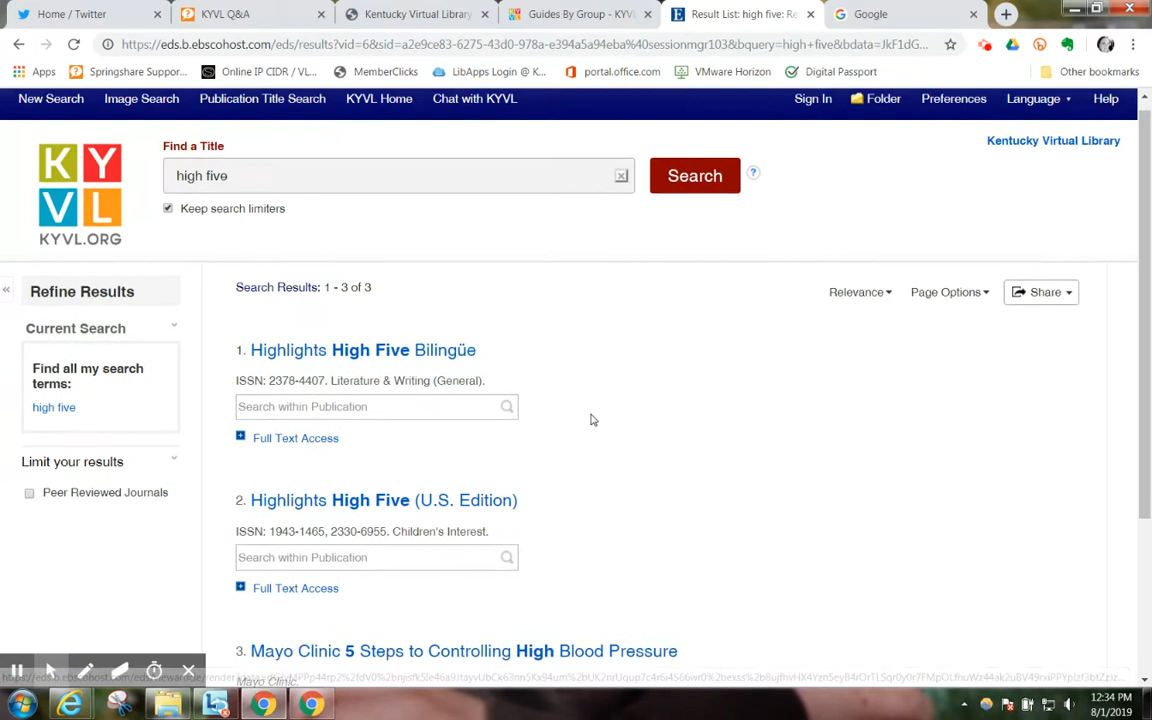 Home / Twitter
KYVL Q&A
Kentucky Virtual Library
Guides By Group - KYVL
Result List: high five: Re
Google
https://eds.b.ebscohost.com/eds/results?vid=6&sid=a2e9ce83-6275-43d0-978a-e394a5a94eba%40sessionmgr103&bquery=high+five&bdata=JkF1dG...
Apps
Springshare Suppor...
Online IP CIDR / VL...
MemberClicks
LibApps Login @ K...
portal.office.com
VMware Horizon
Digital Passport
Other bookmarks
New Search
Image Search
Publication Title Search
KYVL Home
Chat with KYVL
Sign In
Folder
Preferences
Language
Help
Kentucky Virtual Library
K Y
V L
KYVL.ORG
Find a Title
high five
Search
?
Keep search limiters
Refine Results
Current Search
Find all my search
terms:
high five
Limit your results
Peer Reviewed Journals
Search Results: 1 - 3 of 3
Relevance
Page Options
Share
1. Highlights High Five Bilingüe
ISSN: 2378-4407. Literature & Writing (General).
Search within Publication
Full Text Access
2. Highlights High Five (U.S. Edition)
ISSN: 1943-1465, 2330-6955. Children's Interest.
Search within Publication
Full Text Access
3. Mayo Clinic 5 Steps to Controlling High Blood Pressure
Mayo Clinic.
12:34 PM
8/1/2019